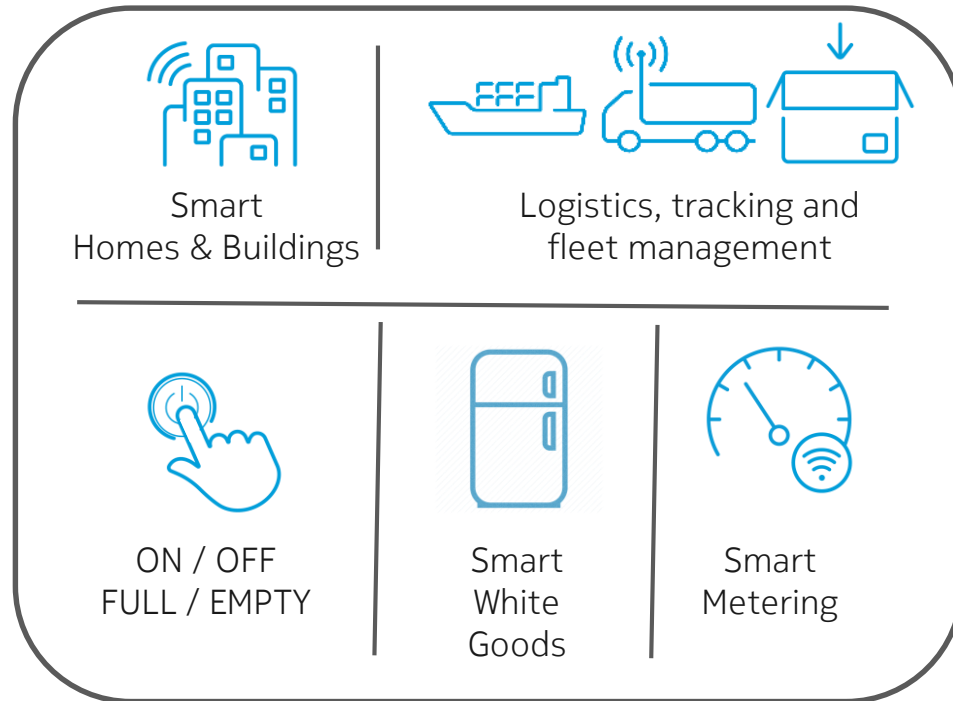 Smart
Homes & Buildings
Logistics, tracking and
fleet management
ON / OFF
FULL / EMPTY
Smart
White
Goods
Smart
Metering